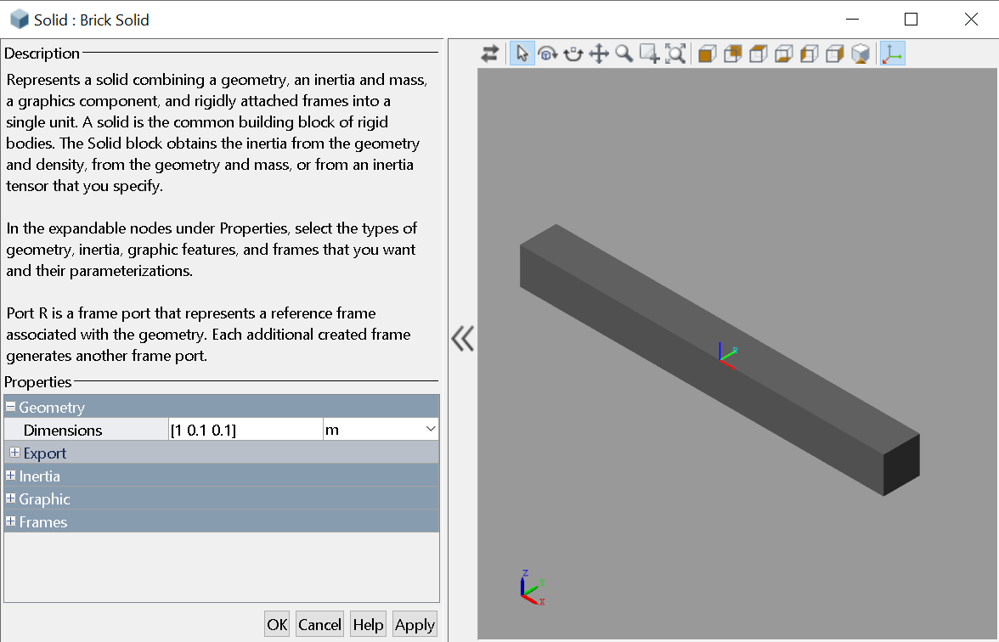 Solid : Brick Solid
Description
Represents a solid combining a geometry, an inertia and mass,
a graphics component, and rigidly attached frames into a
single unit. A solid is the common building block of rigid
bodies. The Solid block obtains the inertia from the geometry
and density, from the geometry and mass, or from an inertia
tensor that you specify.
In the expandable nodes under Properties, select the types of
geometry, inertia, graphic features, and frames that you want
and their parameterizations.
Port R is a frame port that represents a reference frame
associated with the geometry. Each additional created frame
generates another frame port.
Properties
Geometry
Dimensions [1 0.1 0.1] m
Export
Inertia
Graphic
Frames
OK Cancel Help Apply
R
Z
Y
X